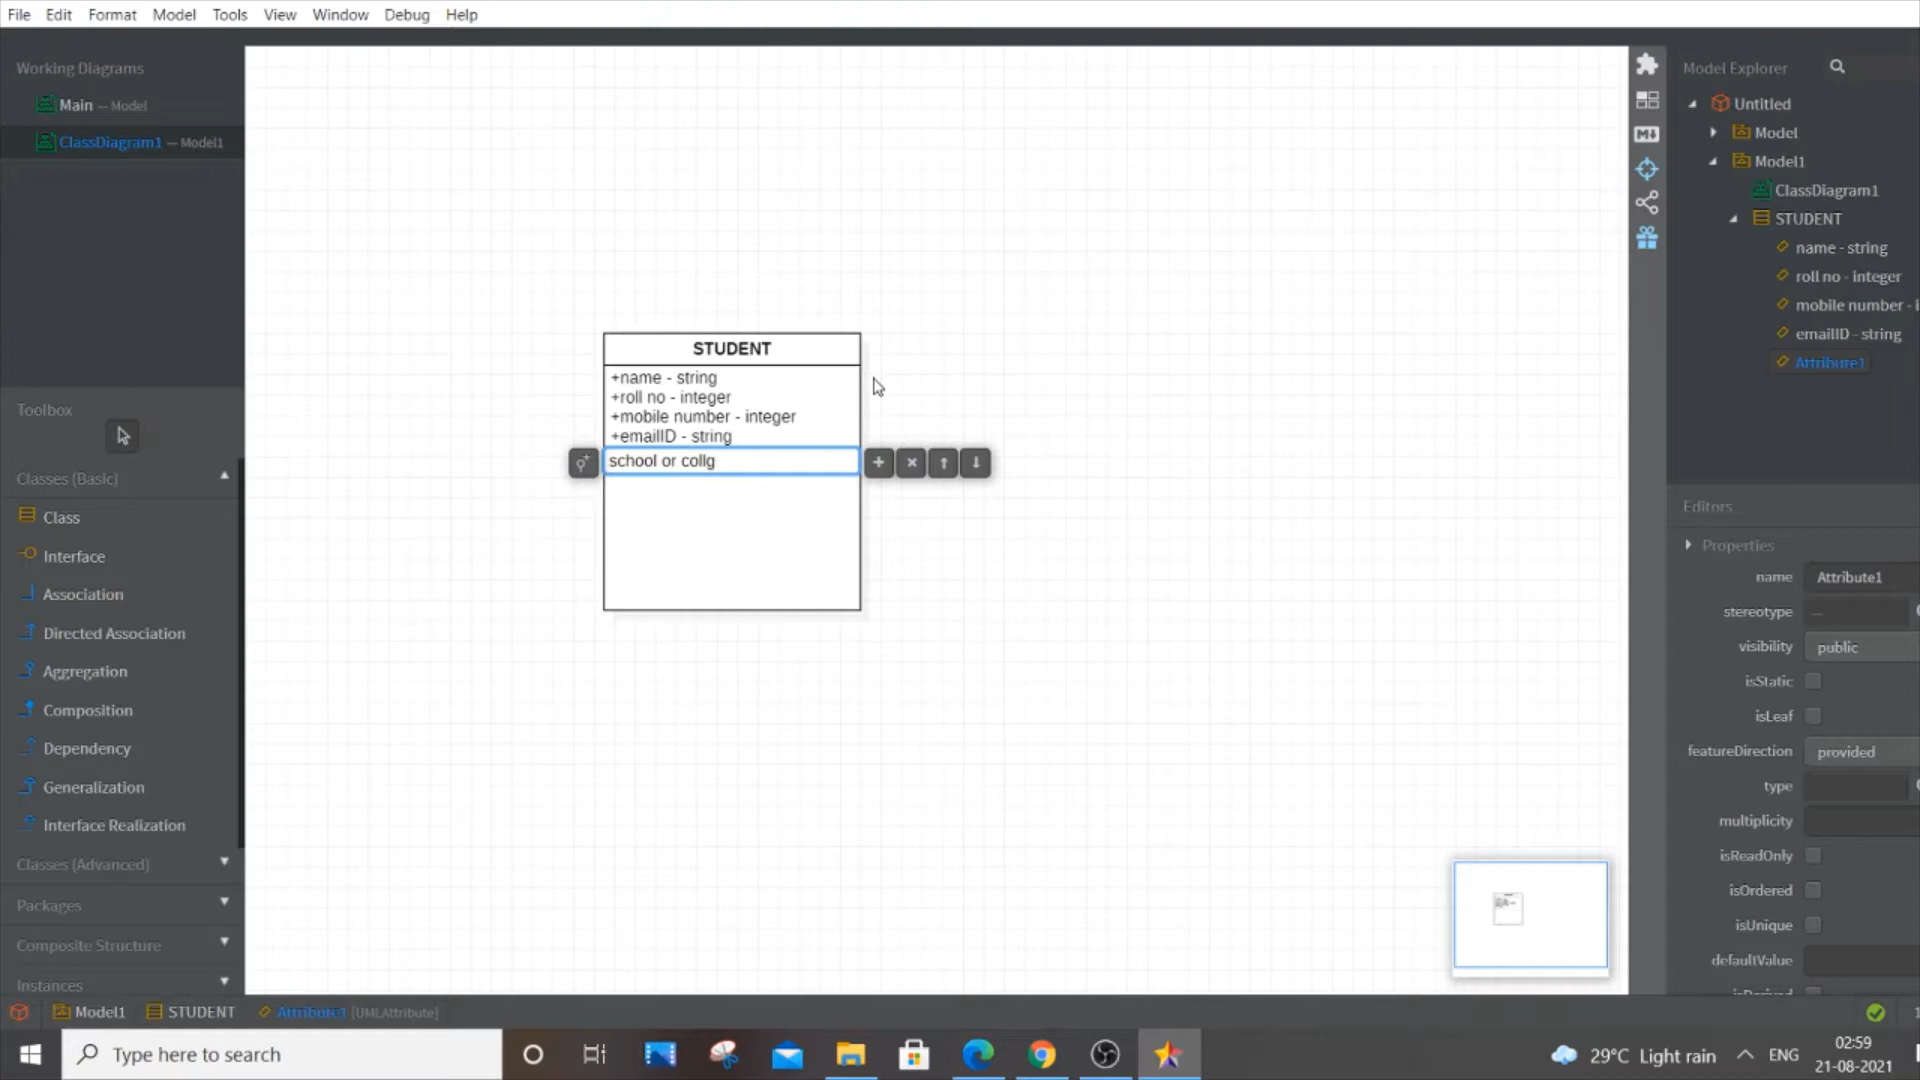 File Edit Format Model Tools View Window Debug Help
Working Diagrams
Main — Model
ClassDiagram1 — Model1
Toolbox
Classes (Basic)
Class
Interface
Association
Directed Association
Aggregation
Composition
Dependency
Generalization
Interface Realization
Classes (Advanced)
Packages
Composite Structure
Instances
STUDENT
+name - string
+roll no - integer
+mobile number - integer
+emailID - string
school or collg
Model Explorer
Untitled
Model
Model1
ClassDiagram1
STUDENT
name - string
roll no - integer
mobile number - i
emailID - string
Attribute1
Editors
Properties
name Attribute1
stereotype —
visibility public
isStatic
isLeaf
featureDirection provided
type
multiplicity
isReadOnly
isOrdered
isUnique
defaultValue
isDerived
Model1 STUDENT Attribute1 [UMLAttribute]
Type here to search
29°C Light rain ENG
02:59
21-08-2021